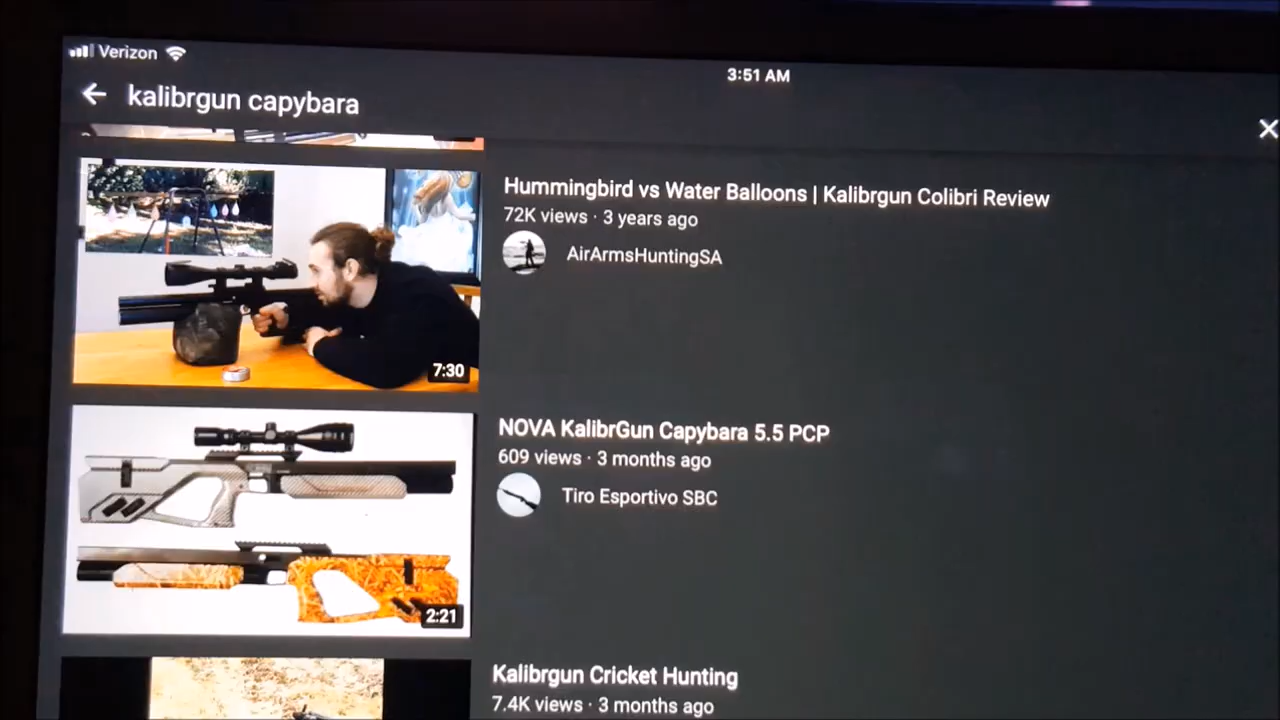 Verizon
3:51 AM
kalibrgun capybara
Hummingbird vs Water Balloons | Kalibrgun Colibri Review
72K views · 3 years ago
AirArmsHuntingSA
7:30
NOVA KalibrGun Capybara 5.5 PCP
609 views · 3 months ago
Tiro Esportivo SBC
2:21
Kalibrgun Cricket Hunting
7.4K views · 3 months ago